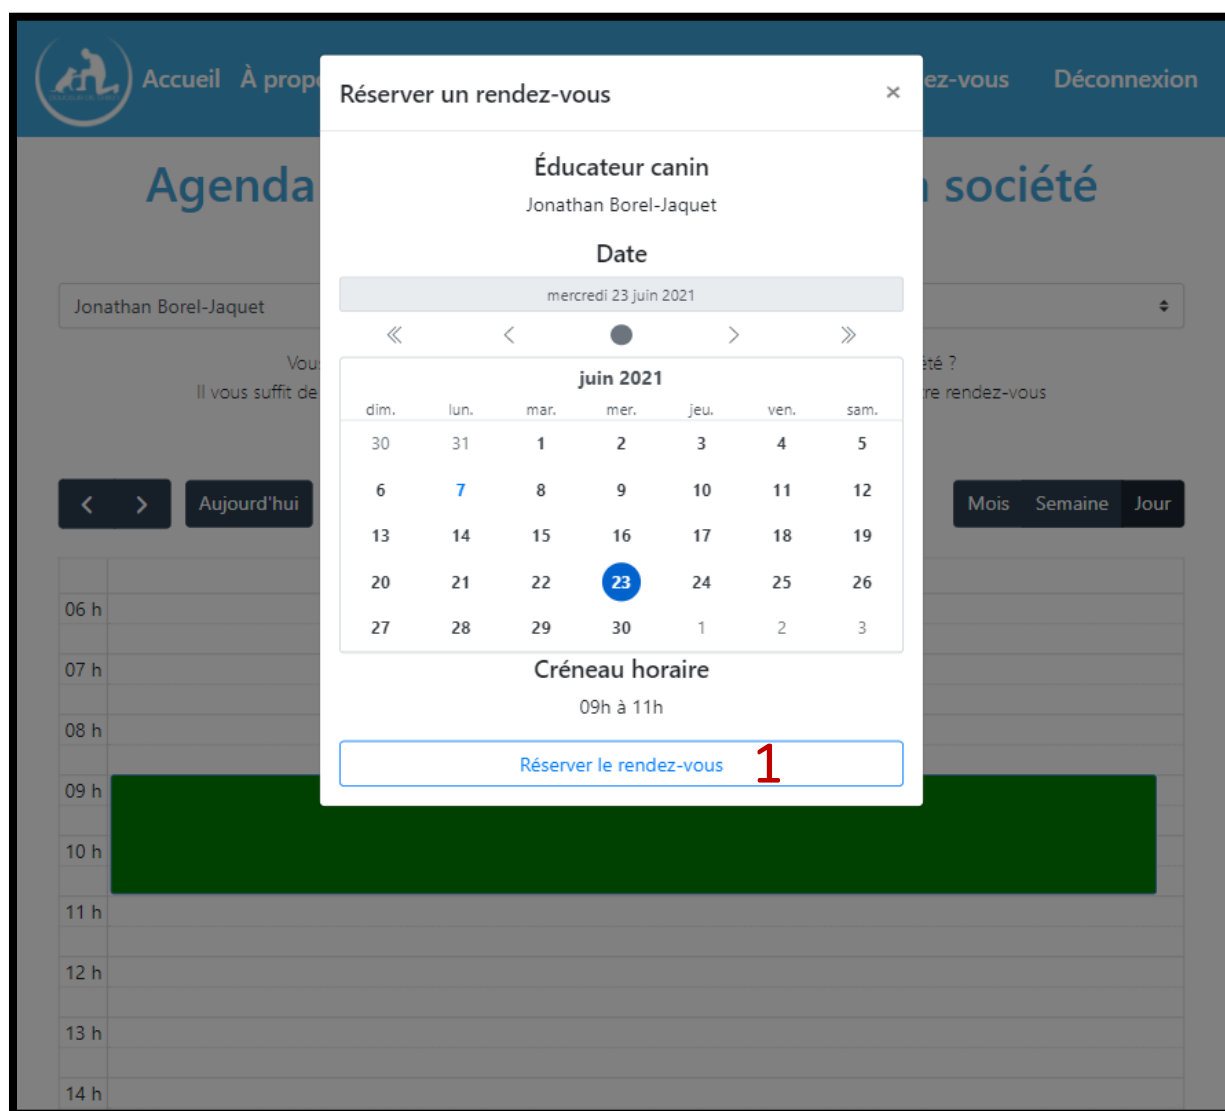 Accueil À prop
ez-vous Déconnexion
Réserver un rendez-vous ×
Agenda
société
Éducateur canin
Jonathan Borel-Jaquet
Date
mercredi 23 juin 2021
Jonathan Borel-Jaquet
Vou
été ?
Il vous suffit de
re rendez-vous
juin 2021
dim. lun. mar. mer. jeu. ven. sam.
30 31 1 2 3 4 5
6 7 8 9 10 11 12
13 14 15 16 17 18 19
20 21 22 23 24 25 26
27 28 29 30 1 2 3
Aujourd'hui
Mois Semaine Jour
Créneau horaire
09h à 11h
Réserver le rendez-vous 1
06 h
07 h
08 h
09 h
10 h
11 h
12 h
13 h
14 h